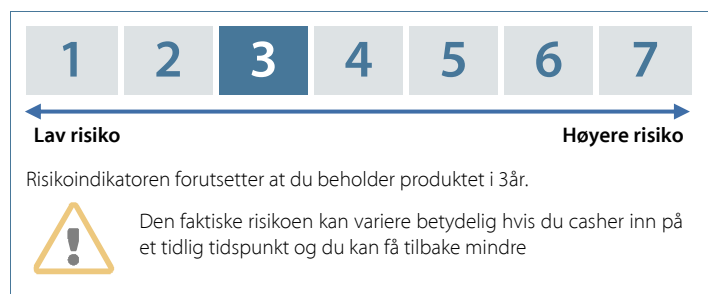 1 2 3 4 5 6 7
Lav risiko Høyere risiko
Risikoindikatoren forutsetter at du beholder produktet i 3år.
Den faktiske risikoen kan variere betydelig hvis du casher inn på
et tidlig tidspunkt og du kan få tilbake mindre